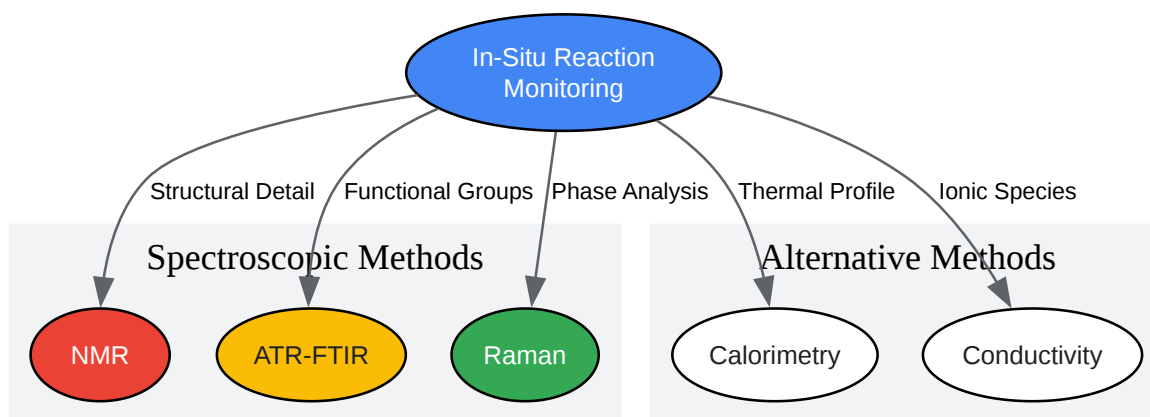 In-Situ Reaction
Monitoring
Structural Detail
Functional Groups
Phase Analysis
Thermal Profile
Ionic Species
Spectroscopic Methods
Alternative Methods
NMR
ATR-FTIR
Raman
Calorimetry
Conductivity